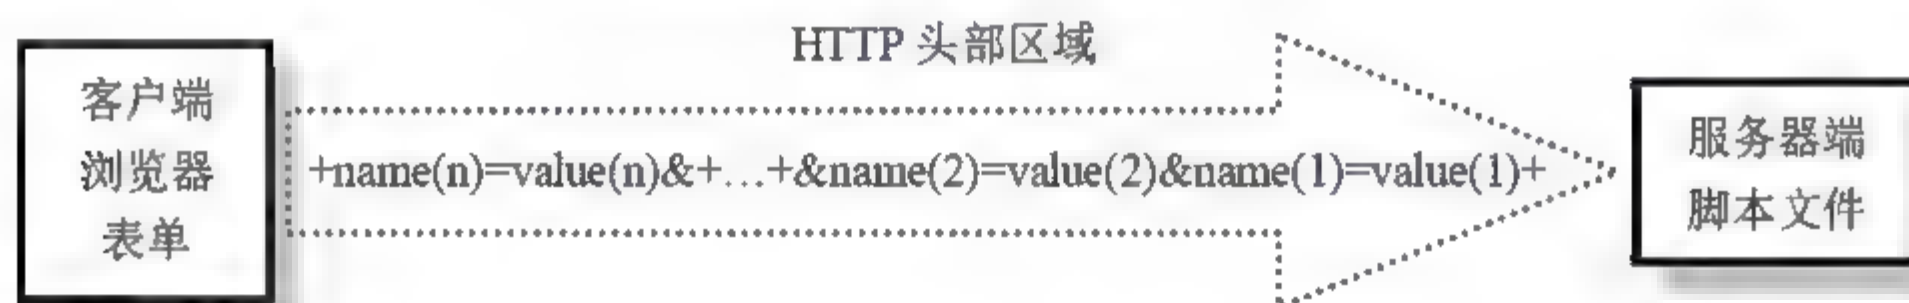 HTTP 头部区域
客户端
浏览器
表单
+name(n)=value(n)&+…+&name(2)=value(2)&name(1)=value(1)+
服务器端
脚本文件